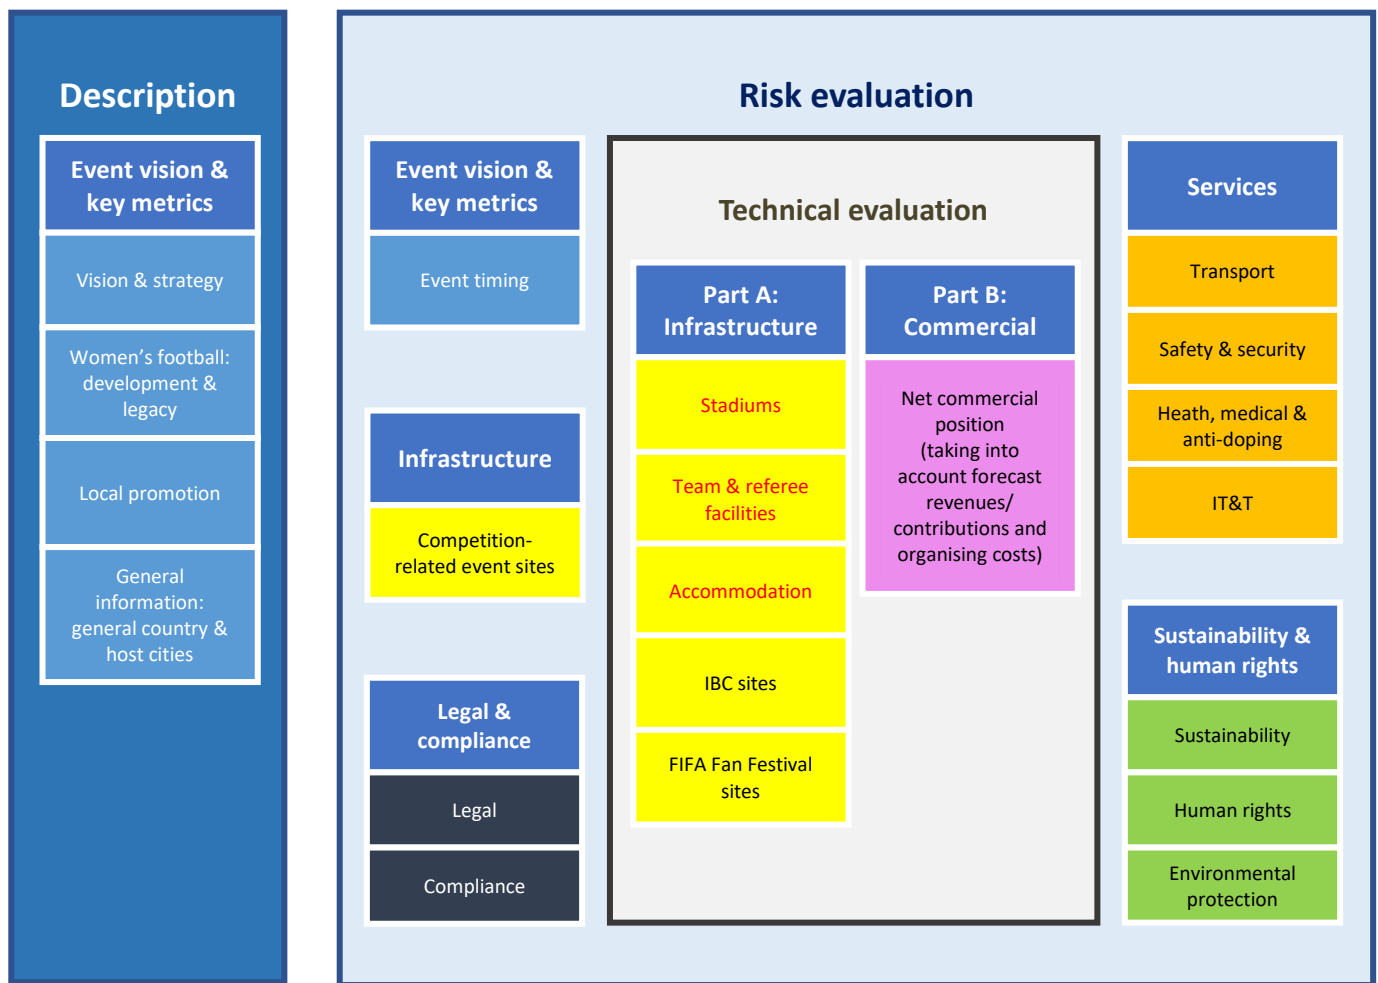 Description
Event vision &
key metrics
Vision & strategy
Women's football:
development &
legacy
Local promotion
General
information:
general country &
host cities
Risk evaluation
Event vision &
key metrics
Event timing
Infrastructure
Competition-
related event sites
Legal &
compliance
Legal
Compliance
Technical evaluation
Part A:
Infrastructure
Stadiums
Team & referee
facilities
Accommodation
IBC sites
FIFA Fan Festival
sites
Part B:
Commercial
Net commercial
position
(taking into
account forecast
revenues/
contributions and
organising costs)
Services
Transport
Safety & security
Heath, medical &
anti-doping
IT&T
Sustainability &
human rights
Sustainability
Human rights
Environmental
protection